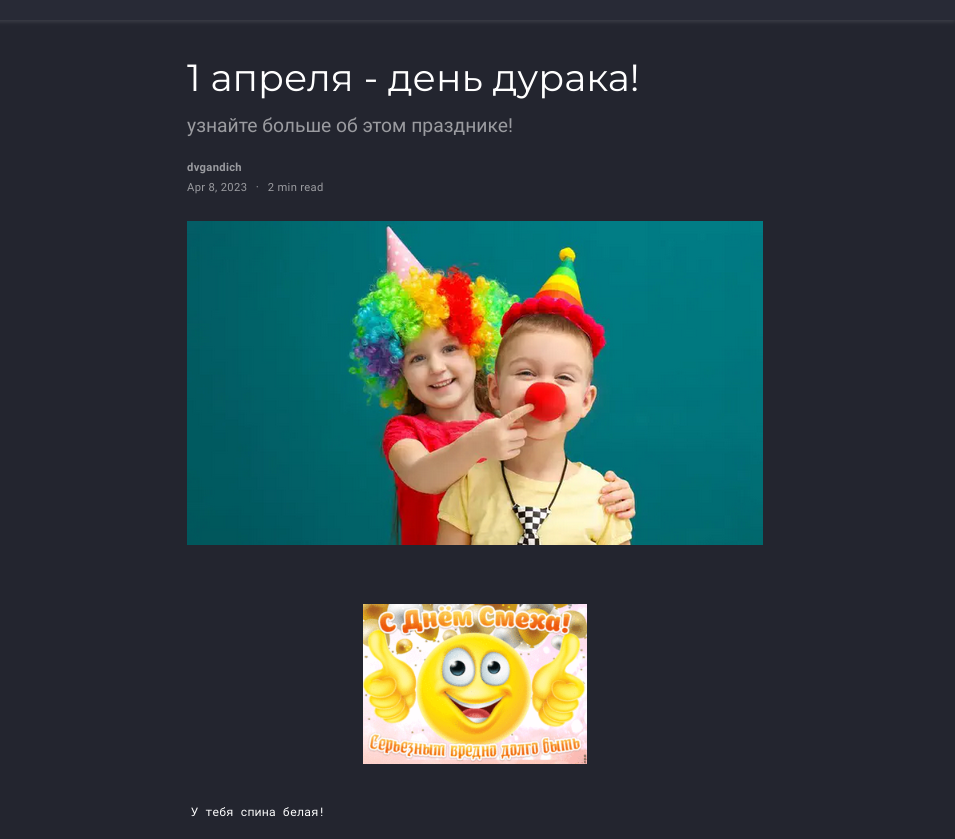 1 апреля - день дурака!
узнайте больше об этом празднике!
dvgandich
Apr 8, 2023 · 2 min read
С Днём Смеха!
Серьезным вредно долго быть
У тебя спина белая!